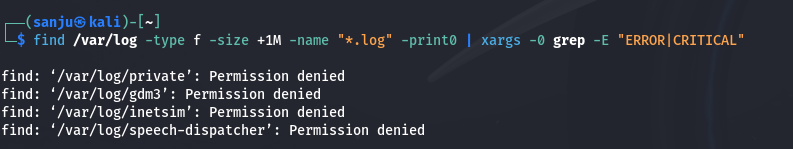 (sanju㉿kali)-[~]
$ find /var/log -type f -size +1M -name "*.log" -print0 | xargs -0 grep -E "ERROR|CRITICAL"
find: ‘/var/log/private’: Permission denied
find: ‘/var/log/gdm3’: Permission denied
find: ‘/var/log/inetsim’: Permission denied
find: ‘/var/log/speech-dispatcher’: Permission denied